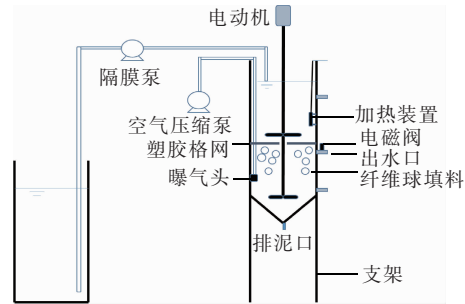 电动机
隔膜泵
空气压缩泵
塑胶格网
曝气头
加热装置
电磁阀
出水口
纤维球填料
排泥口
支架